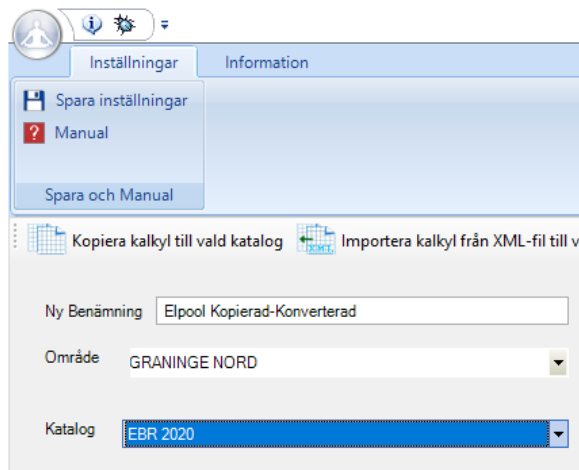 Inställningar Information
Spara inställningar
Manual
Spara och Manual
Kopiera kalkyl till vald katalog XML Importera kalkyl från XML-fil till v
Ny Benämning Elpool Kopierad-Konverterad
Område GRANINGE NORD
Katalog EBR 2020